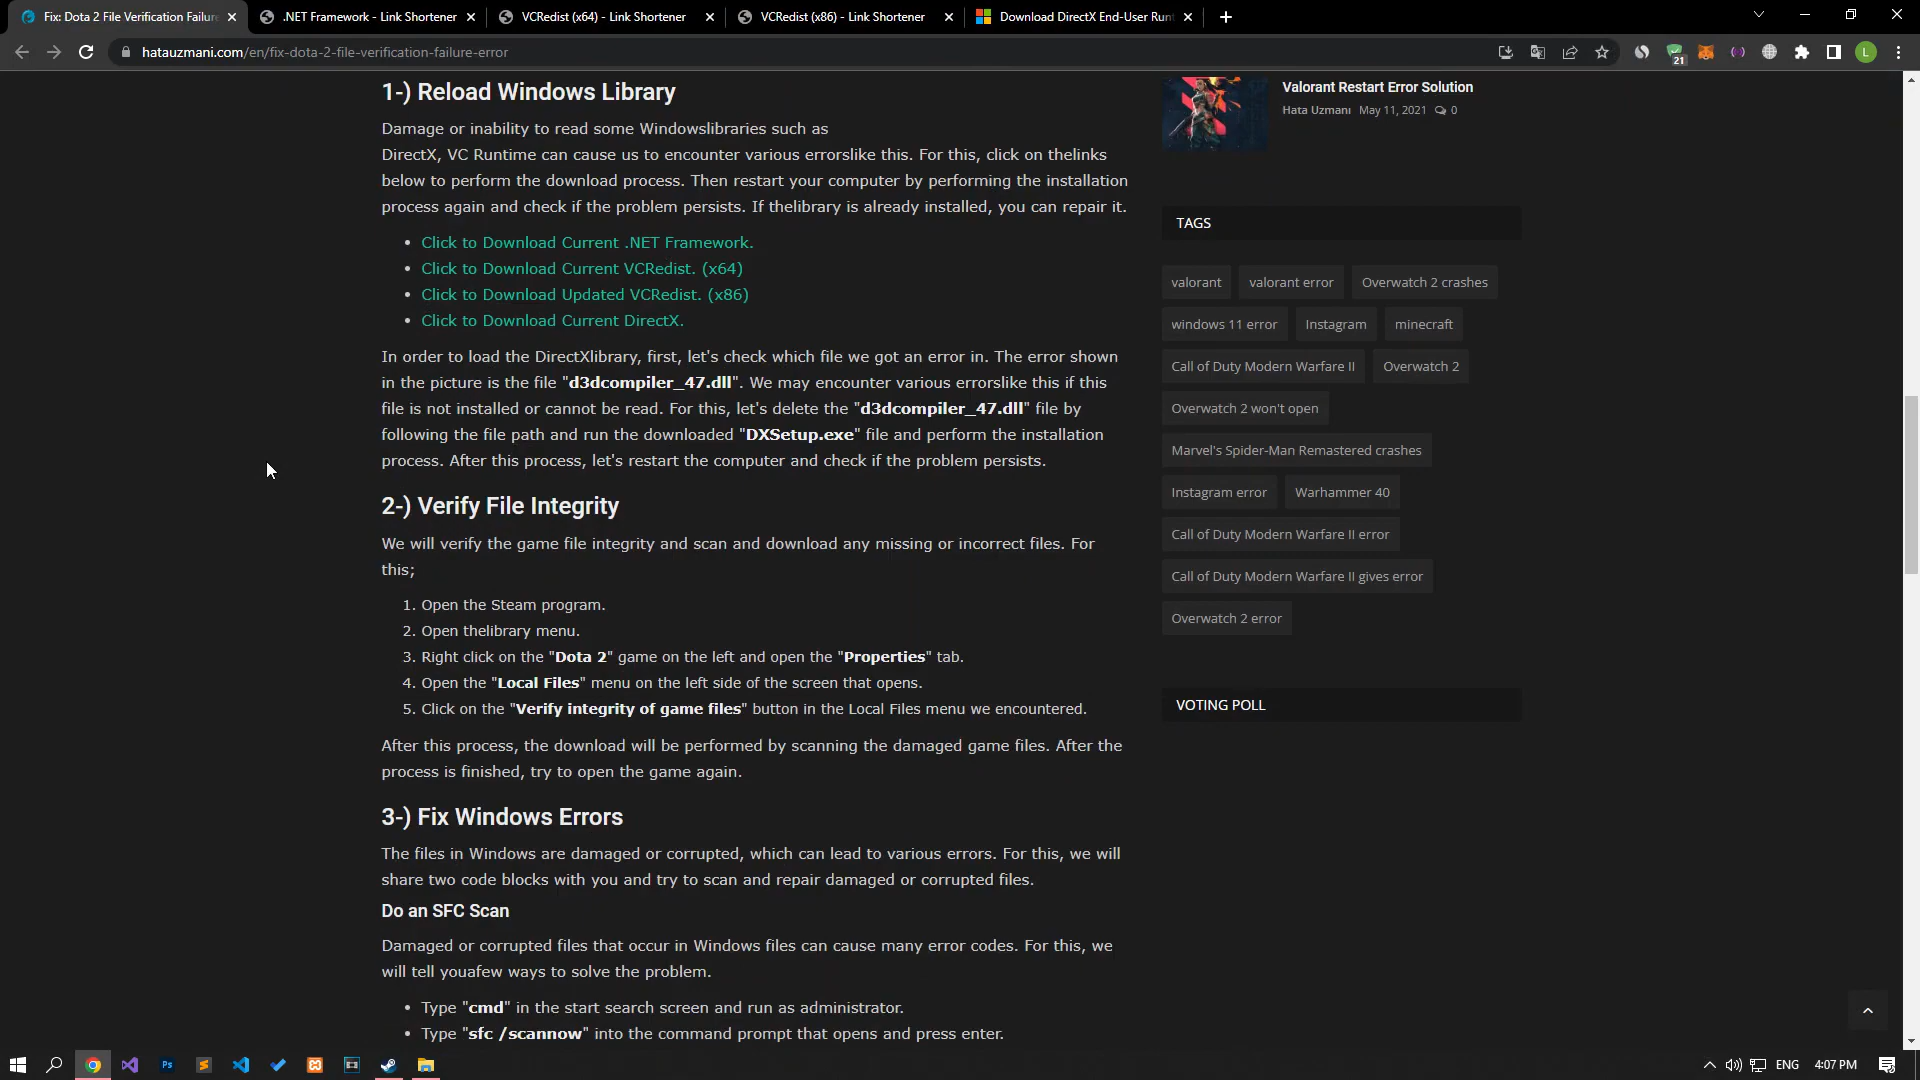 Fix: Dota 2 File Verification Failure
.NET Framework - Link Shortener
VCRedist (x64) - Link Shortener
VCRedist (x86) - Link Shortener
Download DirectX End-User Runt
hatauzmani.com/en/fix-dota-2-file-verification-failure-error
21
L
1-) Reload Windows Library
Damage or inability to read some Windowslibraries such as
DirectX, VC Runtime can cause us to encounter various errorslike this. For this, click on thelinks
below to perform the download process. Then restart your computer by performing the installation
process again and check if the problem persists. If thelibrary is already installed, you can repair it.
• Click to Download Current .NET Framework.
• Click to Download Current VCRedist. (x64)
• Click to Download Updated VCRedist. (x86)
• Click to Download Current DirectX.
In order to load the DirectXlibrary, first, let's check which file we got an error in. The error shown
in the picture is the file "d3dcompiler_47.dll". We may encounter various errorslike this if this
file is not installed or cannot be read. For this, let's delete the "d3dcompiler_47.dll" file by
following the file path and run the downloaded "DXSetup.exe" file and perform the installation
process. After this process, let's restart the computer and check if the problem persists.
2-) Verify File Integrity
We will verify the game file integrity and scan and download any missing or incorrect files. For
this;
1. Open the Steam program.
2. Open thelibrary menu.
3. Right click on the "Dota 2" game on the left and open the "Properties" tab.
4. Open the "Local Files" menu on the left side of the screen that opens.
5. Click on the "Verify integrity of game files" button in the Local Files menu we encountered.
After this process, the download will be performed by scanning the damaged game files. After the
process is finished, try to open the game again.
3-) Fix Windows Errors
The files in Windows are damaged or corrupted, which can lead to various errors. For this, we will
share two code blocks with you and try to scan and repair damaged or corrupted files.
Do an SFC Scan
Damaged or corrupted files that occur in Windows files can cause many error codes. For this, we
will tell youafew ways to solve the problem.
• Type "cmd" in the start search screen and run as administrator.
• Type "sfc /scannow" into the command prompt that opens and press enter.
Valorant Restart Error Solution
Hata Uzmanı May 11, 2021 0
TAGS
valorant valorant error Overwatch 2 crashes
windows 11 error Instagram minecraft
Call of Duty Modern Warfare II Overwatch 2
Overwatch 2 won't open
Marvel's Spider-Man Remastered crashes
Instagram error Warhammer 40
Call of Duty Modern Warfare II error
Call of Duty Modern Warfare II gives error
Overwatch 2 error
VOTING POLL
Ps
ENG 4:07 PM